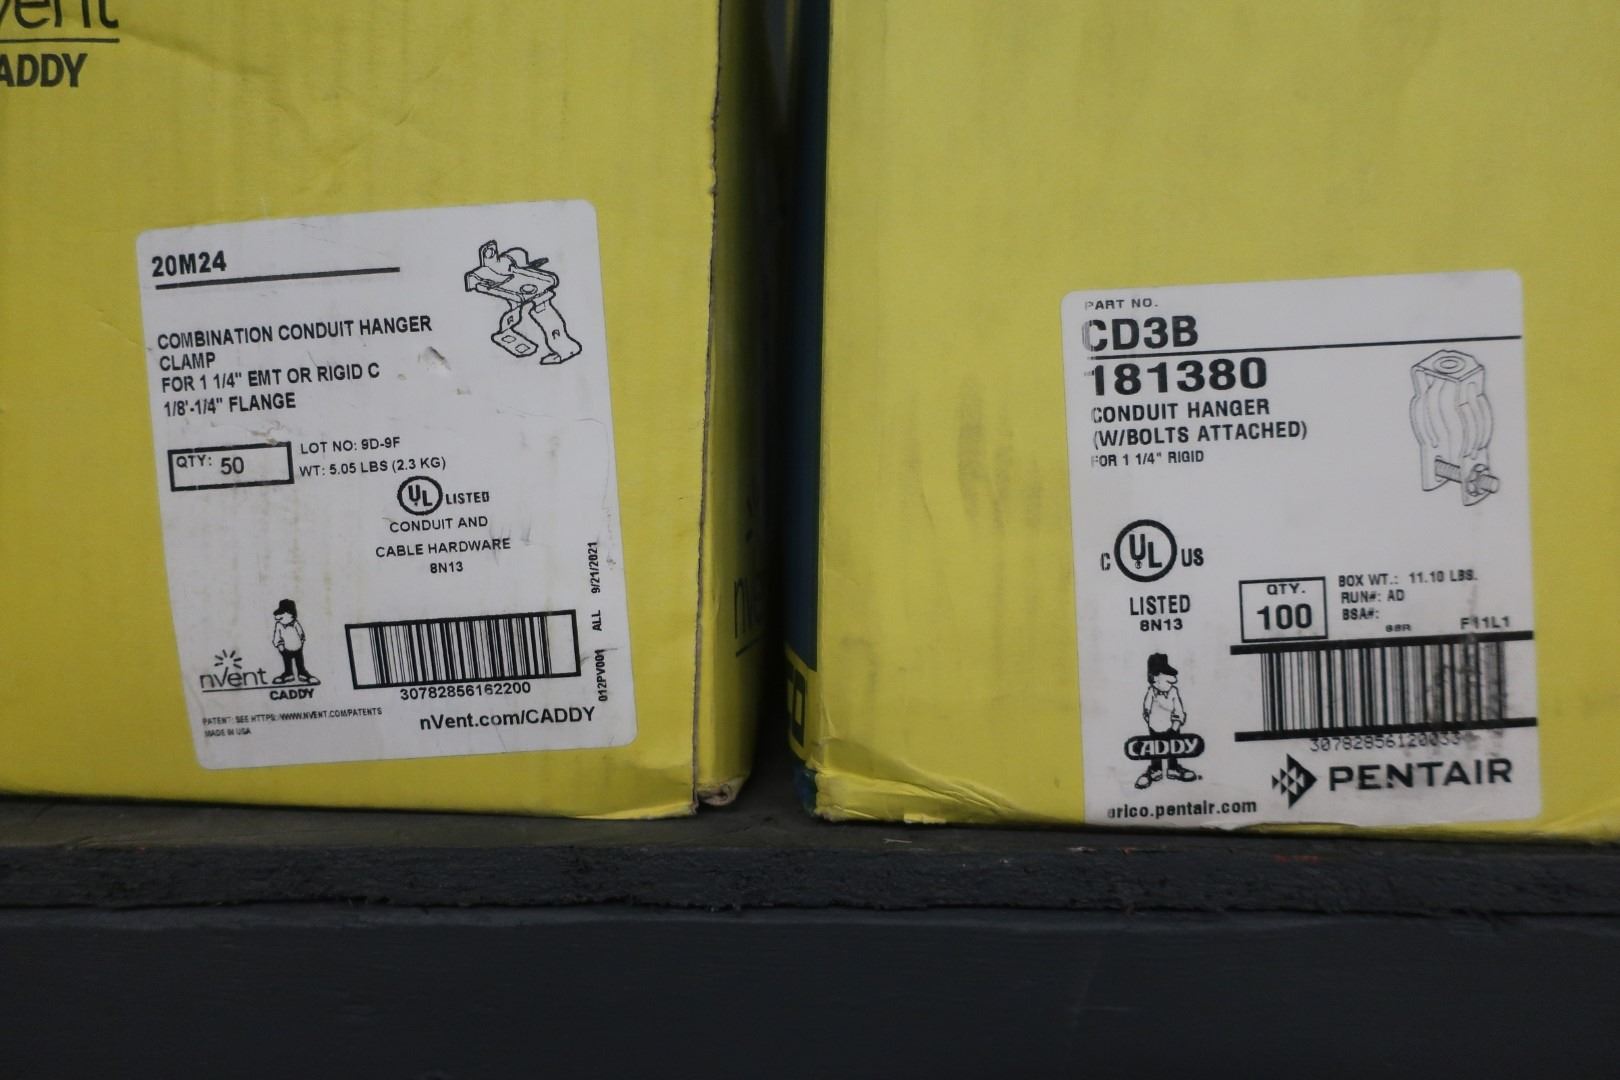 nvent
CADDY
20M24
COMBINATION CONDUIT HANGER
CLAMP
FOR 1 1/4" EMT OR RIGID C
1/8'-1/4" FLANGE
QTY: 50
LOT NO: 9D-9F
WT: 5.05 LBS (2.3 KG)
UL LISTED
CONDUIT AND
CABLE HARDWARE
8N13
012PV001 ALL 9/21/2021
nVent
CADDY
30782856162200
PATENT: SEE HTTPS://WWW.NVENT.COM/PATENTS
MADE IN USA
nVent.com/CADDY
PART NO.
CD3B
181380
CONDUIT HANGER
(W/BOLTS ATTACHED)
FOR 1 1/4" RIGID
C UL US
LISTED
8N13
QTY.
100
BOX WT.: 11.10 LBS.
RUN#: AD
BSA#:
F11L1
30782856120033
CADDY
PENTAIR
erico.pentair.com